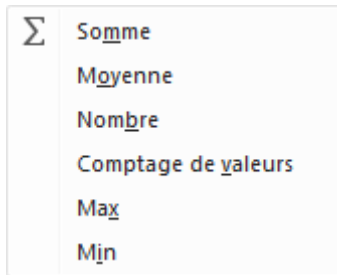 Σ Somme
Moyenne
Nombre
Comptage de valeurs
Max
Min